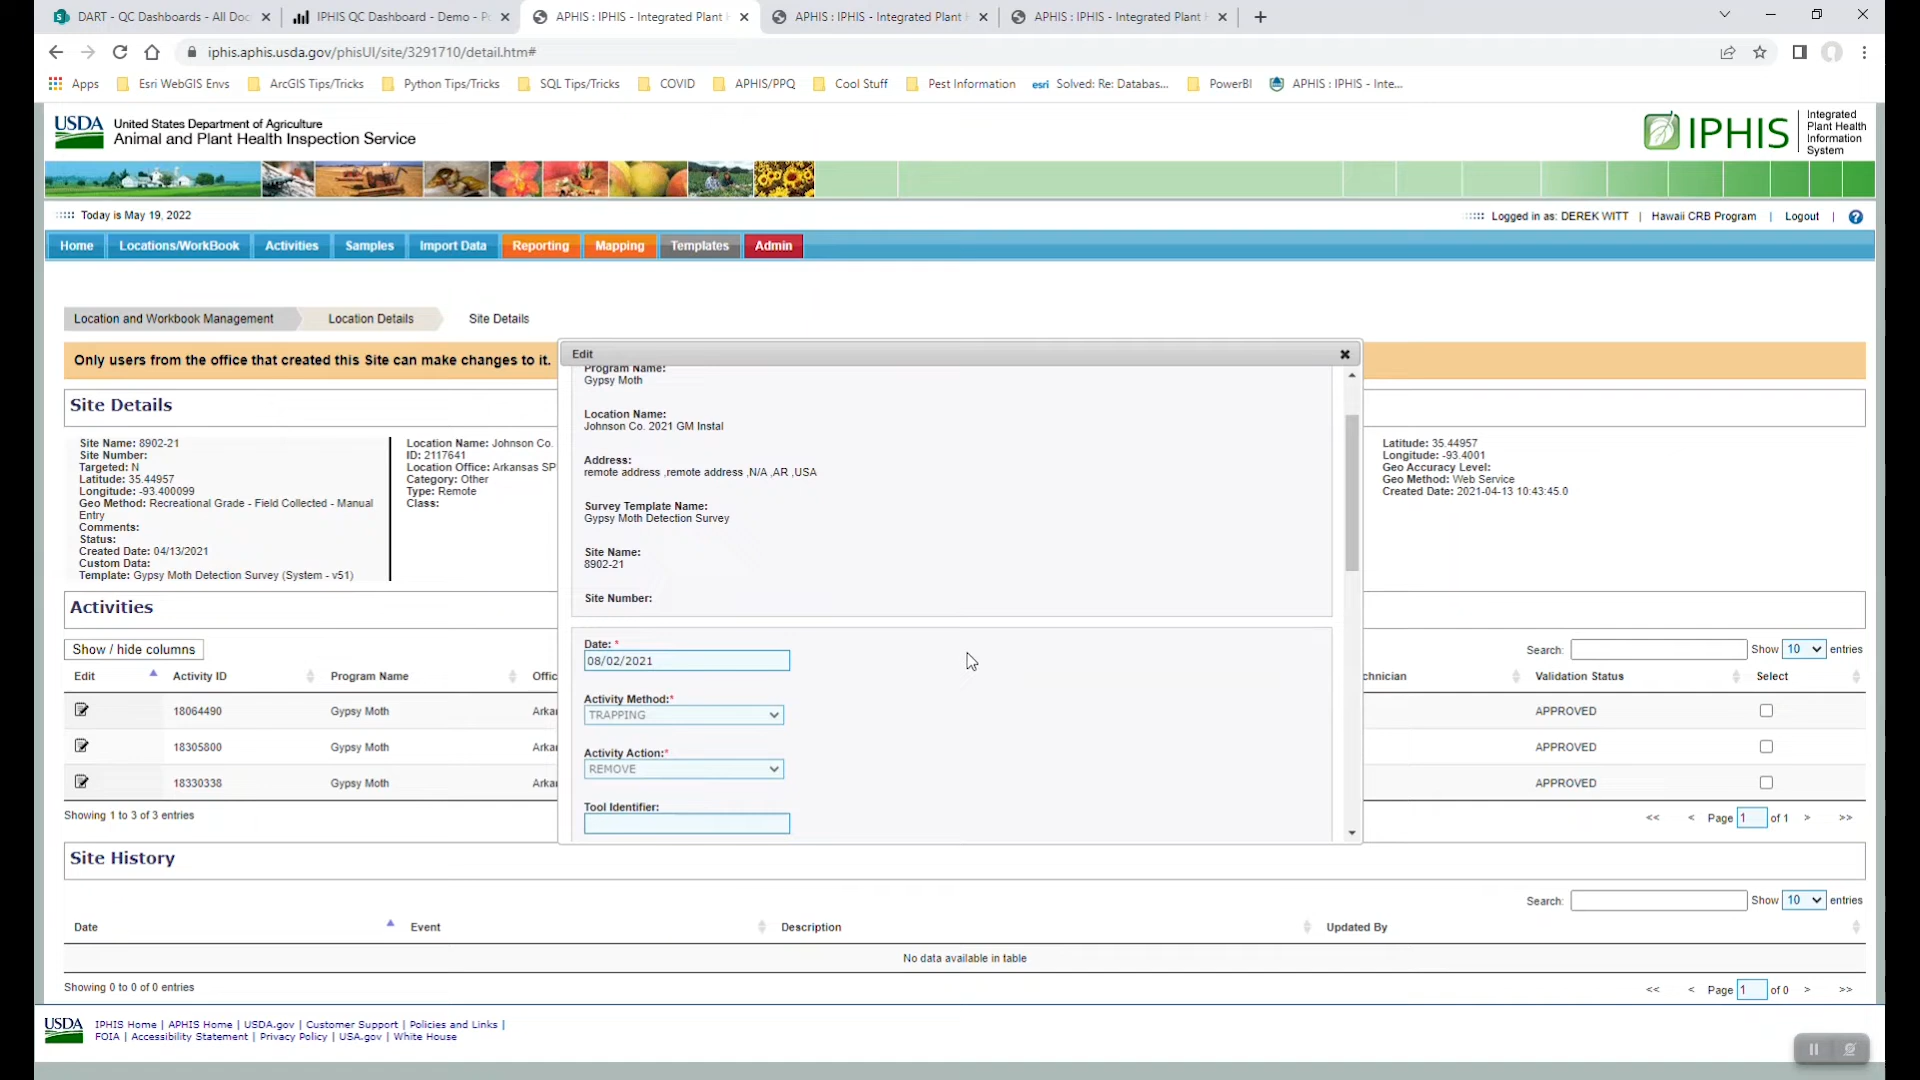 DART - QC Dashboards - All Doc
IPHIS QC Dashboard - Demo - P
APHIS : IPHIS - Integrated Plant
APHIS : IPHIS - Integrated Plant
APHIS : IPHIS - Integrated Plant
iphis.aphis.usda.gov/phisUI/site/3291710/detail.htm#
Apps
Esri WebGIS Envs
ArcGIS Tips/Tricks
Python Tips/Tricks
SQL Tips/Tricks
COVID
APHIS/PPQ
Cool Stuff
Pest Information
esri Solved: Re: Databas...
PowerBI
APHIS : IPHIS - Inte...
USDA
United States Department of Agriculture
Animal and Plant Health Inspection Service
IPHIS
Integrated
Plant Health
Information
System
Today is May 19, 2022
Logged in as: DEREK WITT | Hawaii CRB Program | Logout | ?
Home
Locations/WorkBook
Activities
Samples
Import Data
Reporting
Mapping
Templates
Admin
Location and Workbook Management
Location Details
Site Details
Only users from the office that created this Site can make changes to it.
Site Details
Site Name: 8902-21
Site Number:
Targeted: N
Latitude: 35.44957
Longitude: -93.400099
Geo Method: Recreational Grade - Field Collected - Manual
Entry
Comments:
Status:
Created Date: 04/13/2021
Custom Data:
Template: Gypsy Moth Detection Survey (System - v51)
Location Name: Johnson Co.
ID: 2117641
Location Office: Arkansas SP
Category: Other
Type: Remote
Class:
Latitude: 35.44957
Longitude: -93.4001
Geo Accuracy Level:
Geo Method: Web Service
Created Date: 2021-04-13 10:43:45.0
Edit
Program Name:
Gypsy Moth
Location Name:
Johnson Co. 2021 GM Instal
Address:
remote address ,remote address ,N/A ,AR ,USA
Survey Template Name:
Gypsy Moth Detection Survey
Site Name:
8902-21
Site Number:
Date: *
08/02/2021
Activity Method:*
TRAPPING
Activity Action:*
REMOVE
Tool Identifier:
Activities
Show / hide columns
Search:
Show 10 entries
Edit
Activity ID
Program Name
Offic
chnician
Validation Status
Select
18064490
Gypsy Moth
Arkan
APPROVED
18305800
Gypsy Moth
Arkan
APPROVED
18330338
Gypsy Moth
Arkan
APPROVED
Showing 1 to 3 of 3 entries
<< < Page 1 of 1 > >>
Site History
Search:
Show 10 entries
Date
Event
Description
Updated By
No data available in table
Showing 0 to 0 of 0 entries
<< < Page 1 of 0 > >>
USDA
IPHIS Home | APHIS Home | USDA.gov | Customer Support | Policies and Links |
FOIA | Accessibility Statement | Privacy Policy | USA.gov | White House